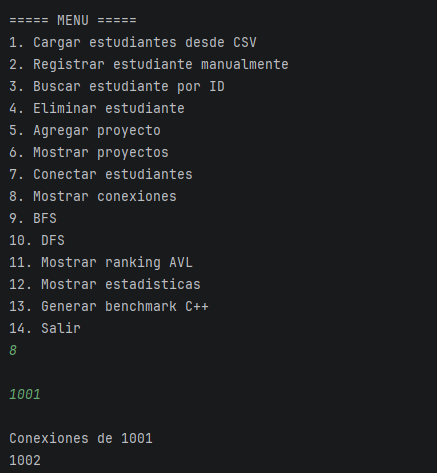 ===== MENU =====
1. Cargar estudiantes desde CSV
2. Registrar estudiante manualmente
3. Buscar estudiante por ID
4. Eliminar estudiante
5. Agregar proyecto
6. Mostrar proyectos
7. Conectar estudiantes
8. Mostrar conexiones
9. BFS
10. DFS
11. Mostrar ranking AVL
12. Mostrar estadisticas
13. Generar benchmark C++
14. Salir
8
1001
Conexiones de 1001
1002